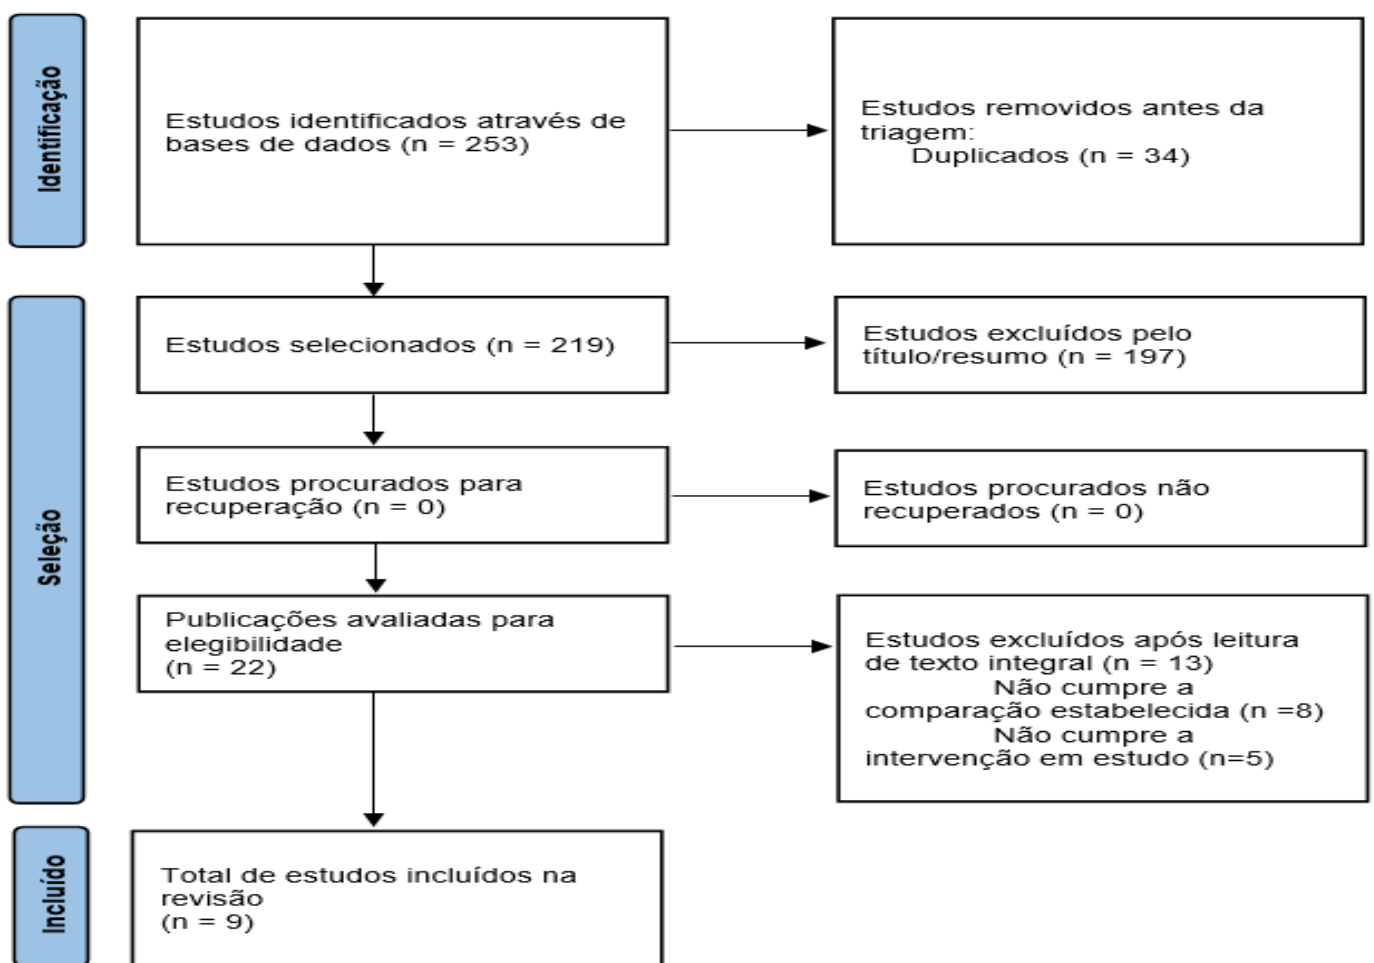 Identificação
Estudos identificados através de
bases de dados (n = 253)
Estudos removidos antes da
triagem:
Duplicados (n = 34)
Seleção
Estudos selecionados (n = 219)
Estudos excluídos pelo
título/resumo (n = 197)
Estudos procurados para
recuperação (n = 0)
Estudos procurados não
recuperados (n = 0)
Publicações avaliadas para
elegibilidade
(n = 22)
Estudos excluídos após leitura
de texto integral (n = 13)
Não cumpre a
comparação estabelecida (n =8)
Não cumpre a
intervenção em estudo (n=5)
Incluído
Total de estudos incluídos na
revisão
(n = 9)